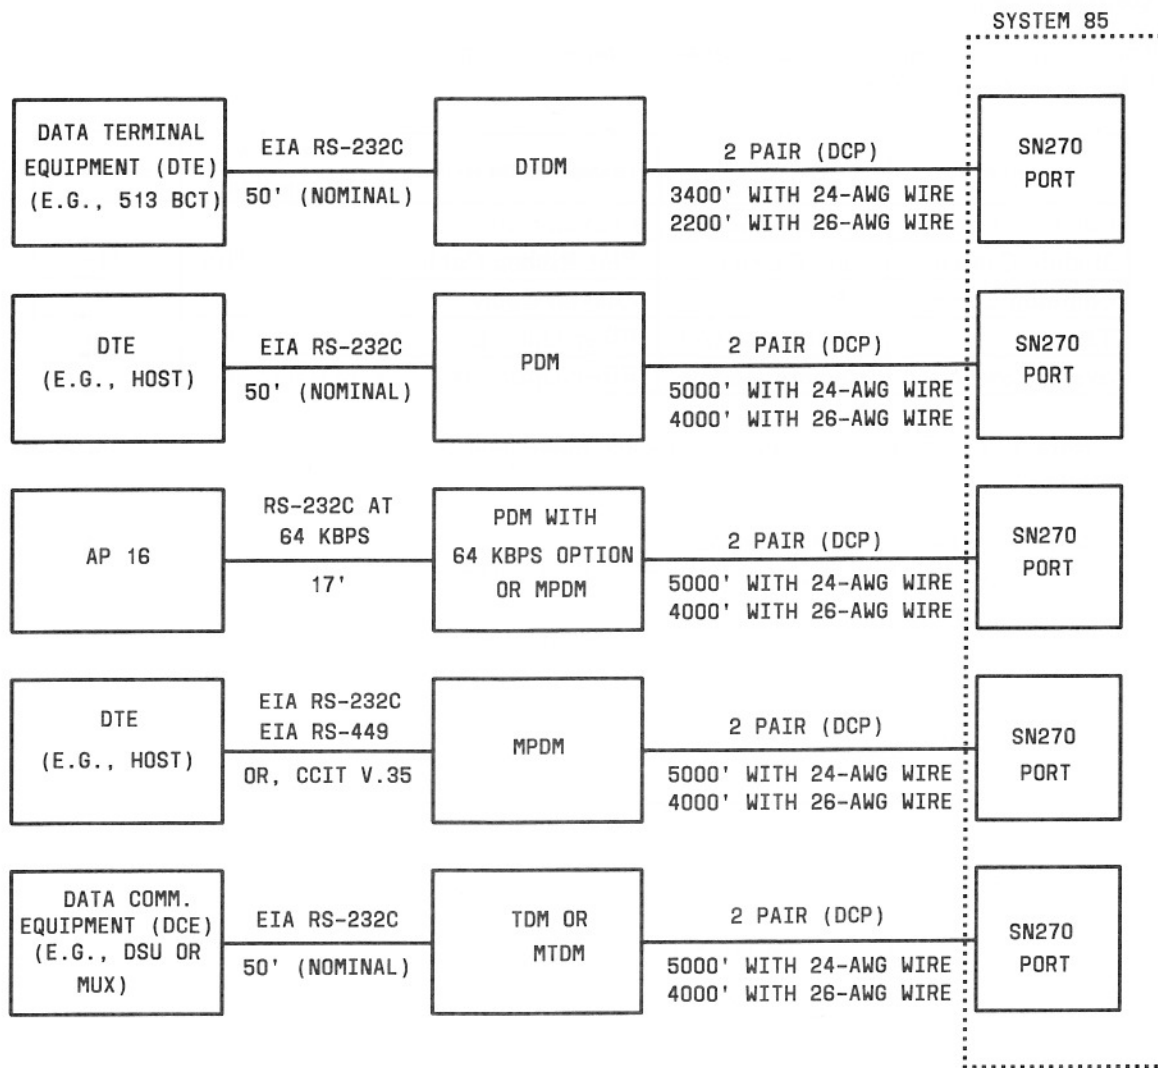 SYSTEM 85
DATA TERMINAL
EQUIPMENT (DTE)
(E.G., 513 BCT)
EIA RS-232C
50' (NOMINAL)
DTDM
2 PAIR (DCP)
3400' WITH 24-AWG WIRE
2200' WITH 26-AWG WIRE
SN270
PORT
DTE
(E.G., HOST)
EIA RS-232C
50' (NOMINAL)
PDM
2 PAIR (DCP)
5000' WITH 24-AWG WIRE
4000' WITH 26-AWG WIRE
SN270
PORT
AP 16
RS-232C AT
64 KBPS
17'
PDM WITH
64 KBPS OPTION
OR MPDM
2 PAIR (DCP)
5000' WITH 24-AWG WIRE
4000' WITH 26-AWG WIRE
SN270
PORT
DTE
(E.G., HOST)
EIA RS-232C
EIA RS-449
OR, CCIT V.35
MPDM
2 PAIR (DCP)
5000' WITH 24-AWG WIRE
4000' WITH 26-AWG WIRE
SN270
PORT
DATA COMM.
EQUIPMENT (DCE)
(E.G., DSU OR
MUX)
EIA RS-232C
50' (NOMINAL)
TDM OR
MTDM
2 PAIR (DCP)
5000' WITH 24-AWG WIRE
4000' WITH 26-AWG WIRE
SN270
PORT